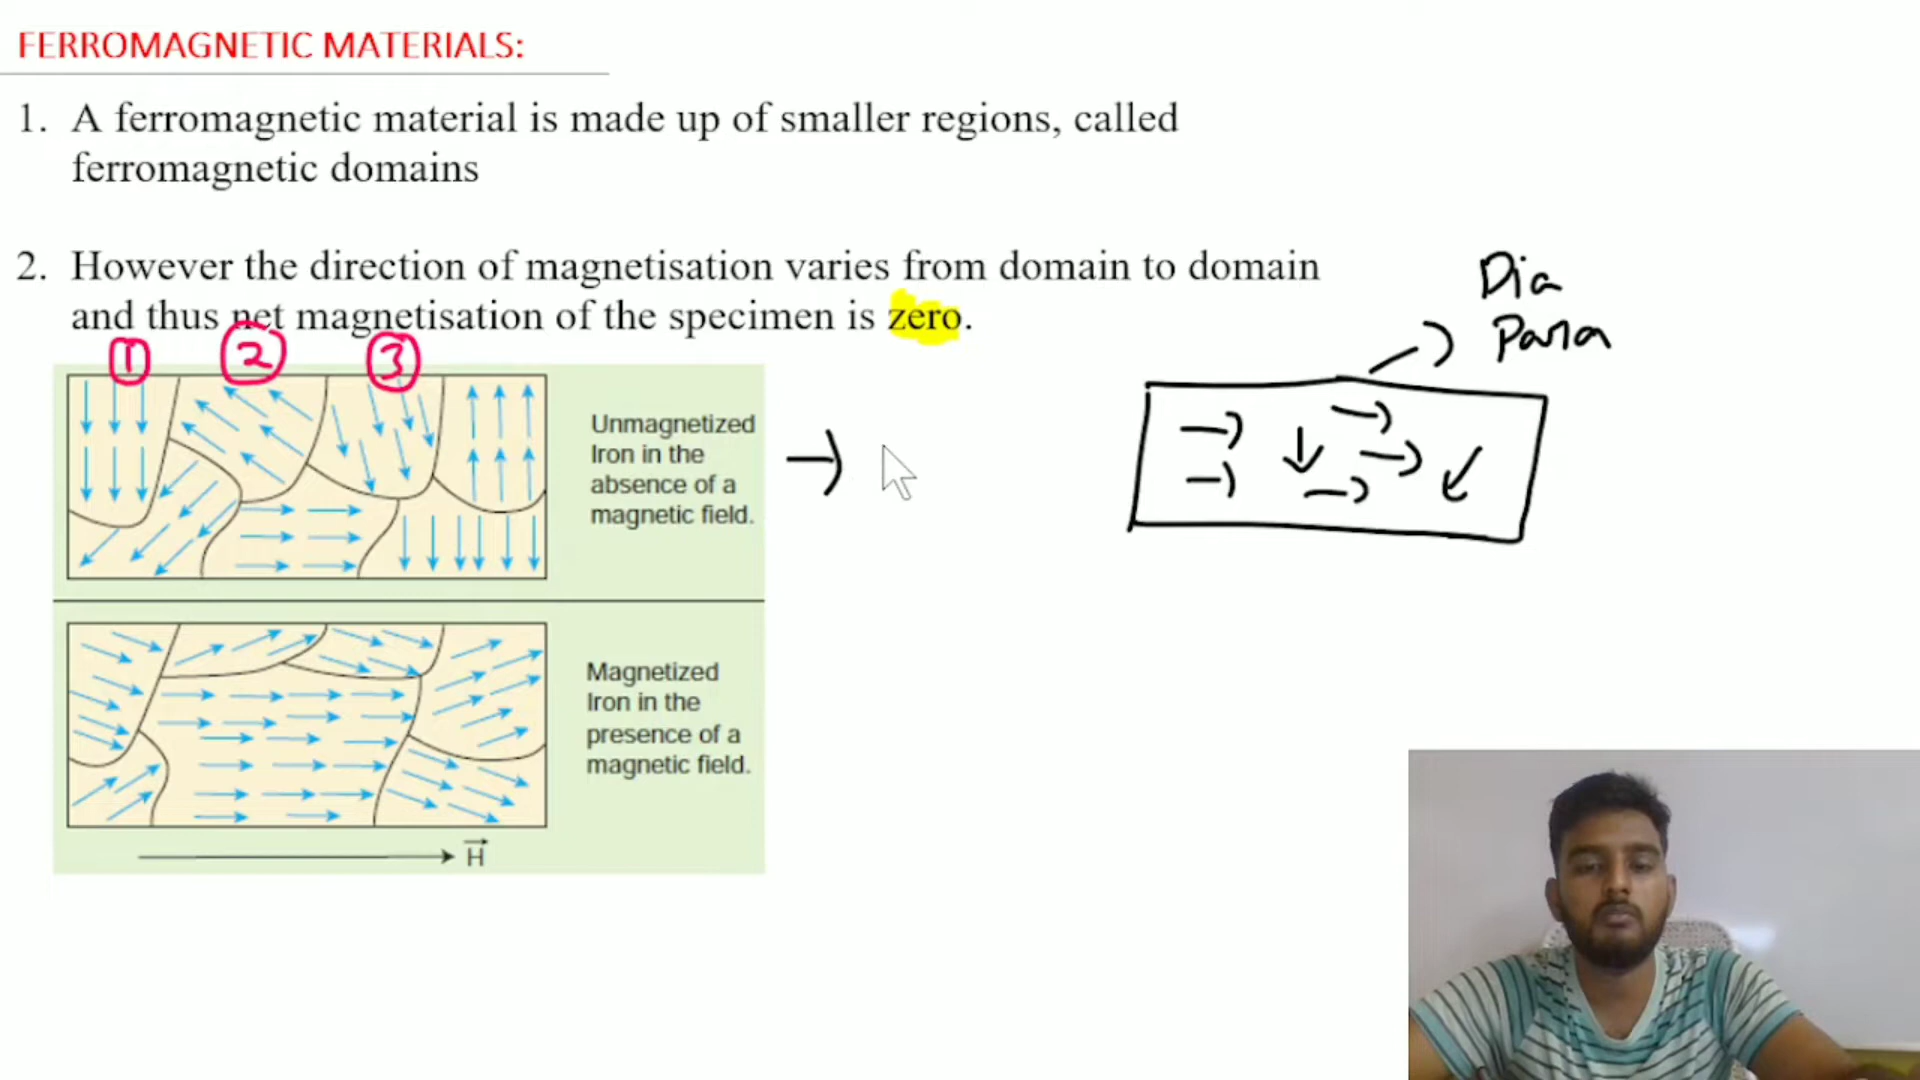 FERROMAGNETIC MATERIALS:
1. A ferromagnetic material is made up of smaller regions, called
ferromagnetic domains
2. However the direction of magnetisation varies from domain to domain
and thus net magnetisation of the specimen is zero.
Dia
Para
1 2 3
Unmagnetized
Iron in the
absence of a
magnetic field.
Magnetized
Iron in the
presence of a
magnetic field.
H